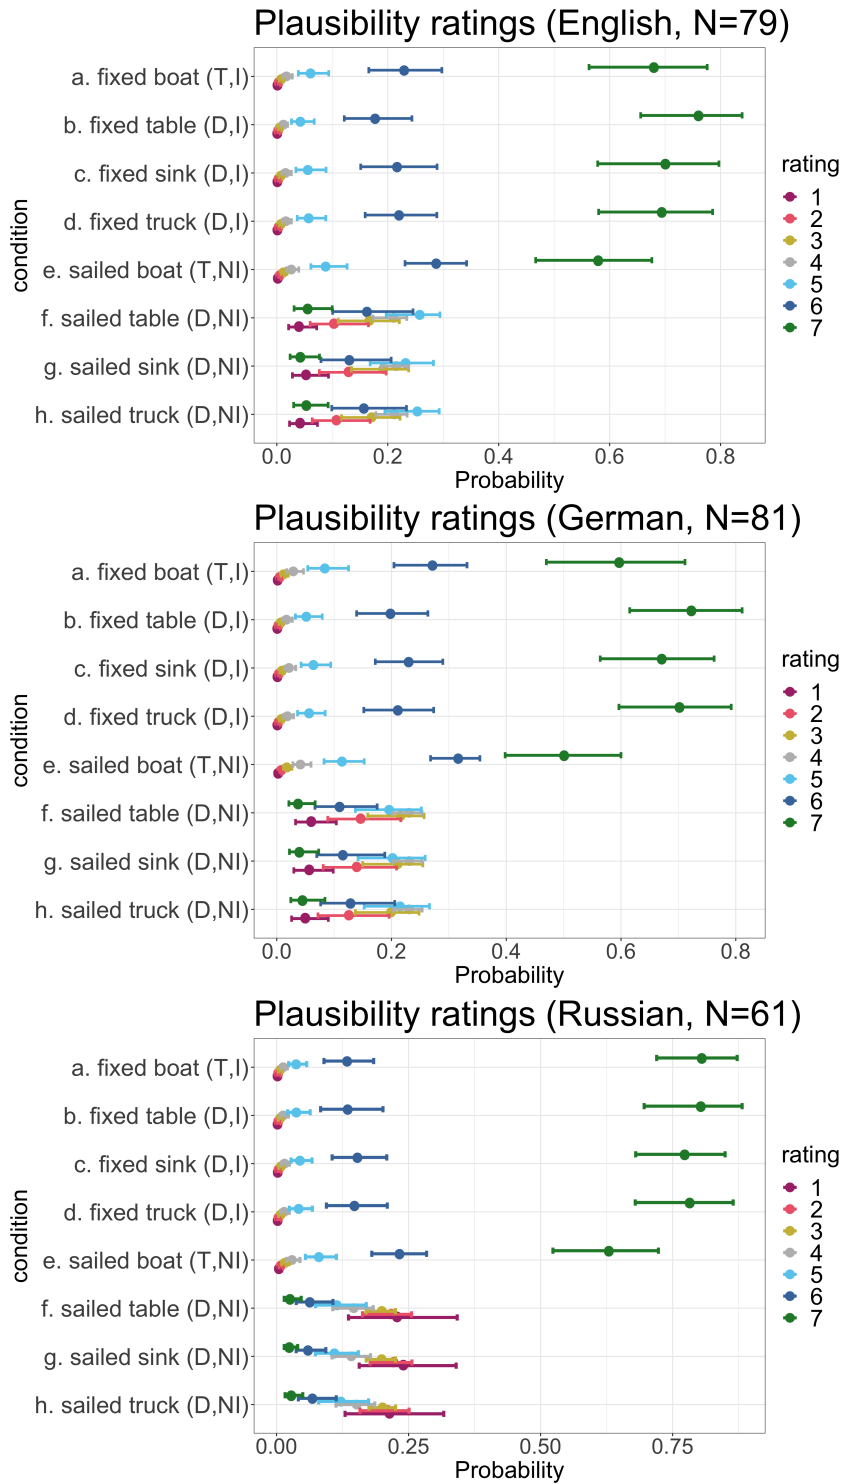 Plausibility ratings (English, N=79)
a. fixed boat (T,I)
b. fixed table (D,I)
c. fixed sink (D,I)
d. fixed truck (D,I)
e. sailed boat (T,NI)
f. sailed table (D,NI)
g. sailed sink (D,NI)
h. sailed truck (D,NI)
condition
0.0 0.2 0.4 0.6 0.8
Probability
rating
1
2
3
4
5
6
7
Plausibility ratings (German, N=81)
a. fixed boat (T,I)
b. fixed table (D,I)
c. fixed sink (D,I)
d. fixed truck (D,I)
e. sailed boat (T,NI)
f. sailed table (D,NI)
g. sailed sink (D,NI)
h. sailed truck (D,NI)
condition
0.0 0.2 0.4 0.6 0.8
Probability
rating
1
2
3
4
5
6
7
Plausibility ratings (Russian, N=61)
a. fixed boat (T,I)
b. fixed table (D,I)
c. fixed sink (D,I)
d. fixed truck (D,I)
e. sailed boat (T,NI)
f. sailed table (D,NI)
g. sailed sink (D,NI)
h. sailed truck (D,NI)
condition
0.00 0.25 0.50 0.75
Probability
rating
1
2
3
4
5
6
7